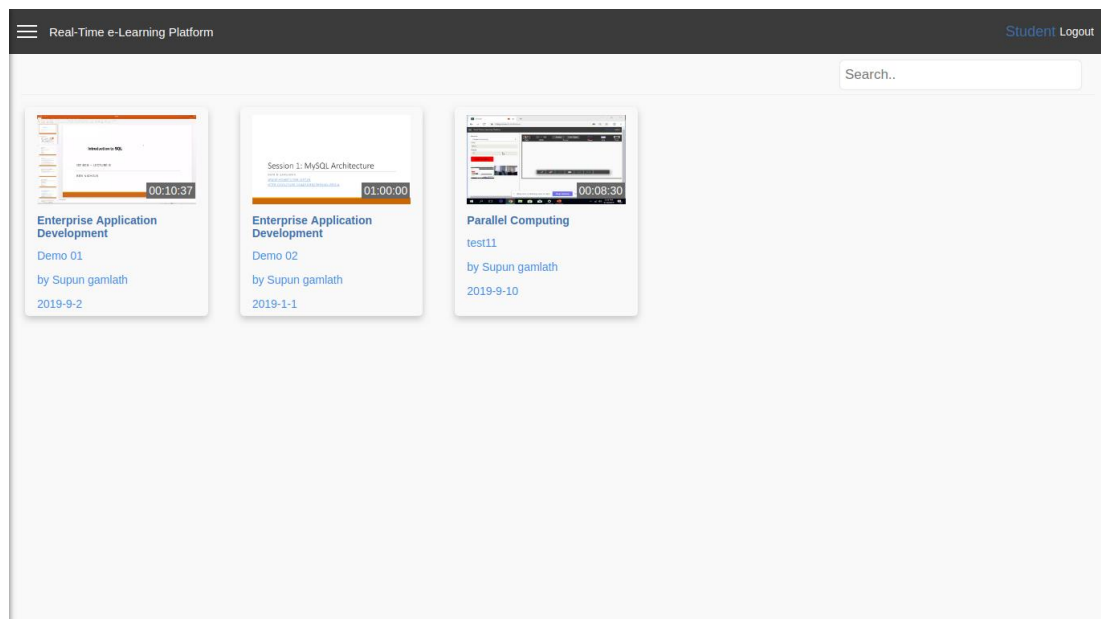 Real-Time e-Learning Platform
Student Logout
Search..
Introduction to SQL
00:10:37
Enterprise Application
Development
Demo 01
by Supun gamlath
2019-9-2
Session 1: MySQL Architecture
01:00:00
Enterprise Application
Development
Demo 02
by Supun gamlath
2019-1-1
00:08:30
Parallel Computing
test11
by Supun gamlath
2019-9-10